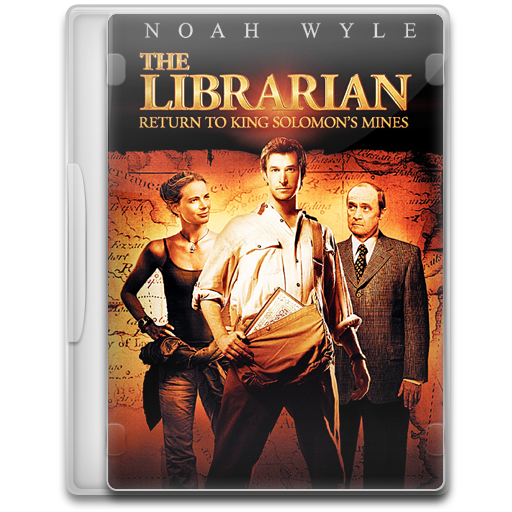 NOAH WYLE
THE
LIBRARIAN
RETURN TO KING SOLOMON'S MINES